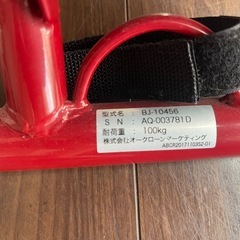 型式名： BJ-10456
S N： AQ-003781D
耐荷重： 100kg
株式会社オークローンマーケティング
ABCR20171103S2-01